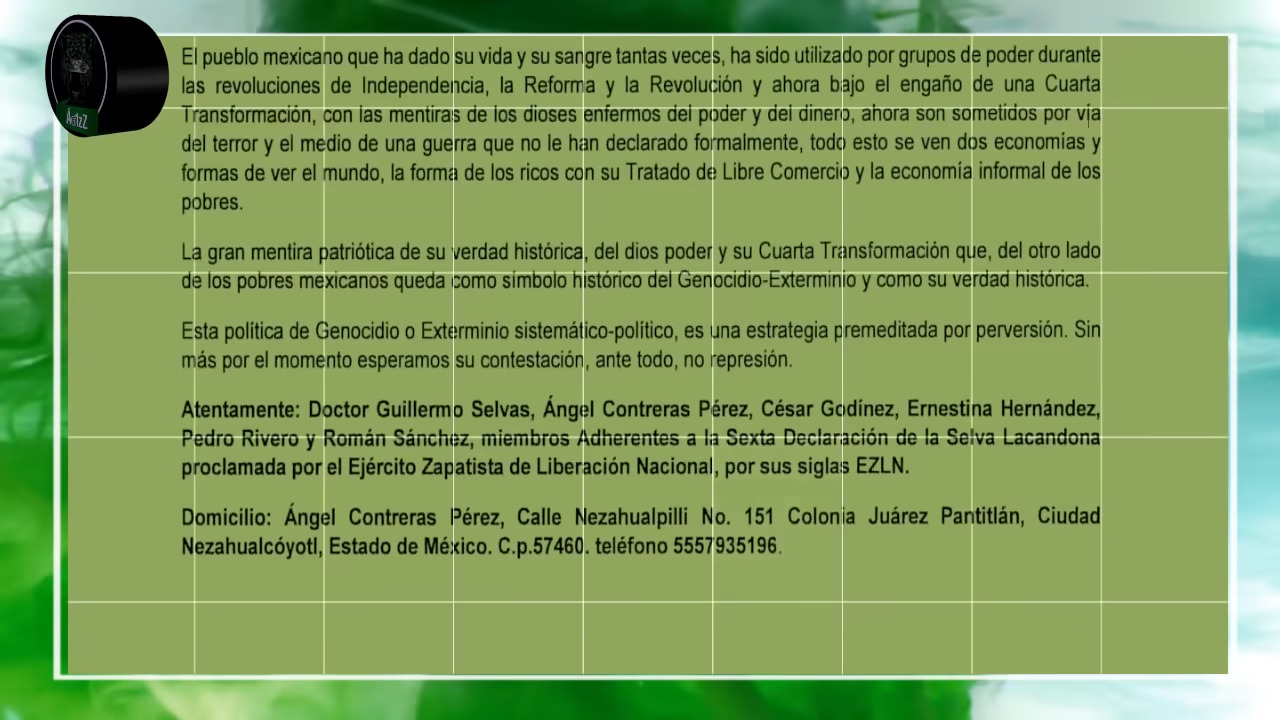 El pueblo mexicano que ha dado su vida y su sangre tantas veces, ha sido utilizado por grupos de poder durante
las revoluciones de Independencia, la Reforma y la Revolución y ahora bajo el engaño de una Cuarta
Transformación, con las mentiras de los dioses enfermos del poder y del dinero, ahora son sometidos por vía
del terror y el medio de una guerra que no le han declarado formalmente, todo esto se ven dos economías y
formas de ver el mundo, la forma de los ricos con su Tratado de Libre Comercio y la economía informal de los
pobres.
La gran mentira patriótica de su verdad histórica, del dios poder y su Cuarta Transformación que, del otro lado
de los pobres mexicanos queda como símbolo histórico del Genocidio-Exterminio y como su verdad histórica.
Esta política de Genocidio o Exterminio sistemático-político, es una estrategia premeditada por perversión. Sin
más por el momento esperamos su contestación, ante todo, no represión.
Atentamente: Doctor Guillermo Selvas, Ángel Contreras Pérez, César Godínez, Ernestina Hernández,
Pedro Rivero y Román Sánchez, miembros Adherentes a la Sexta Declaración de la Selva Lacandona
proclamada por el Ejército Zapatista de Liberación Nacional, por sus siglas EZLN.
Domicilio: Ángel Contreras Pérez, Calle Nezahualpilli No. 151 Colonia Juárez Pantitlán, Ciudad
Nezahualcóyotl, Estado de México. C.p.57460. teléfono 5557935196.